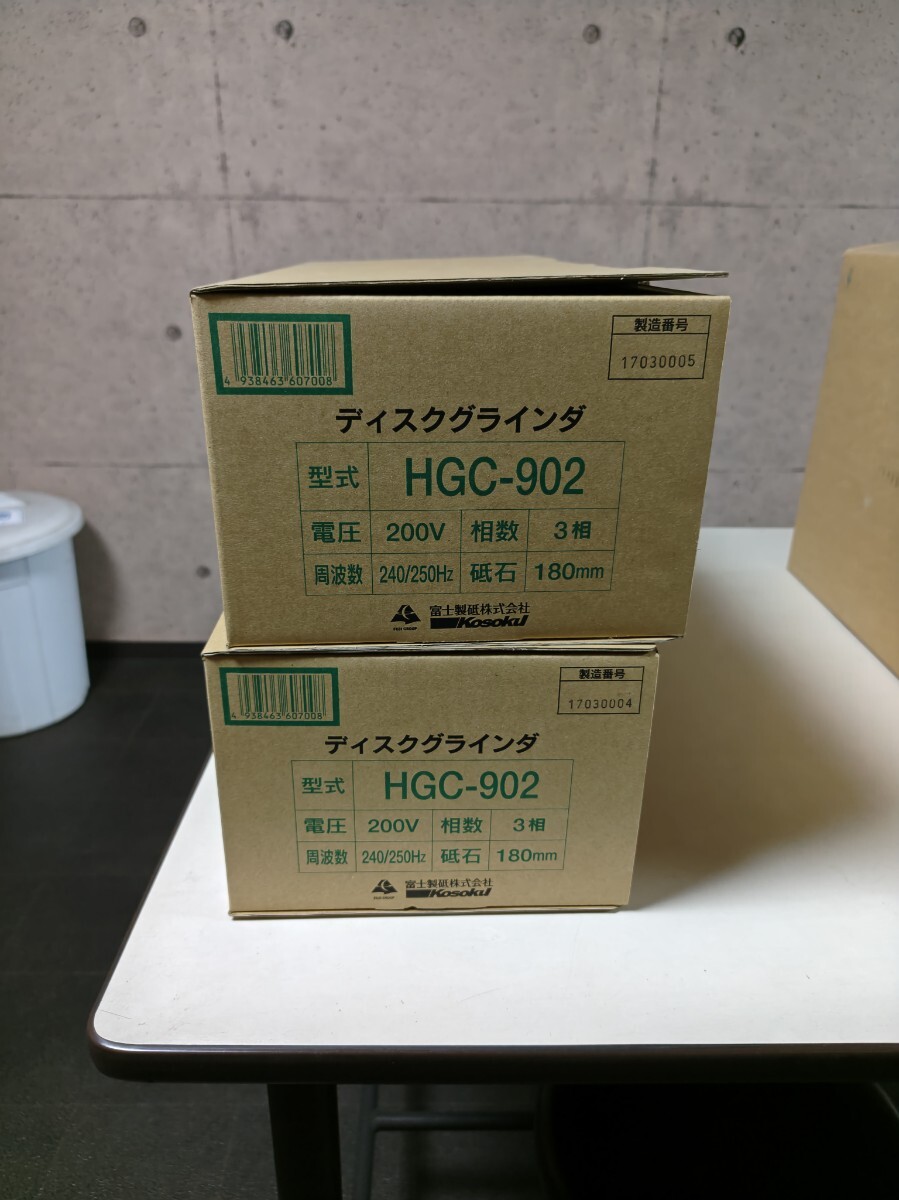 製造番号
17030005
4 938463 607008
ディスクグラインダ
型式 HGC-902
電圧 200V 相数 3相
周波数 240/250Hz 砥石 180mm
富士製砥株式会社
Kosoku
製造番号
17030004
4 938463 607008
ディスクグラインダ
型式 HGC-902
電圧 200V 相数 3相
周波数 240/250Hz 砥石 180mm
富士製砥株式会社
Kosoku